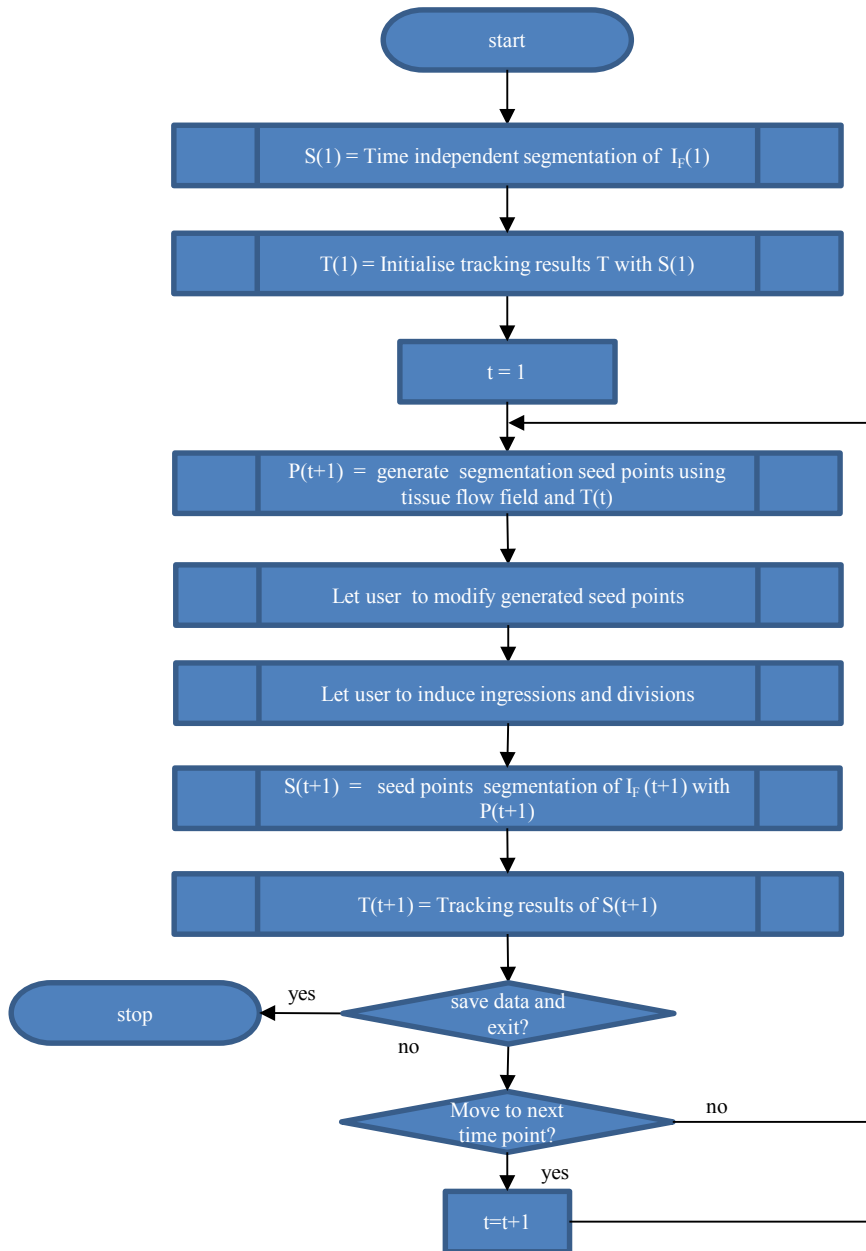 start
S(1) = Time independent segmentation of I_F(1)
T(1) = Initialise tracking results T with S(1)
t = 1
P(t+1) = generate segmentation seed points using
tissue flow field and T(t)
Let user to modify generated seed points
Let user to induce ingressions and divisions
S(t+1) = seed points segmentation of I_F (t+1) with
P(t+1)
T(t+1) = Tracking results of S(t+1)
save data and
exit?
yes
stop
no
Move to next
time point?
no
yes
t=t+1